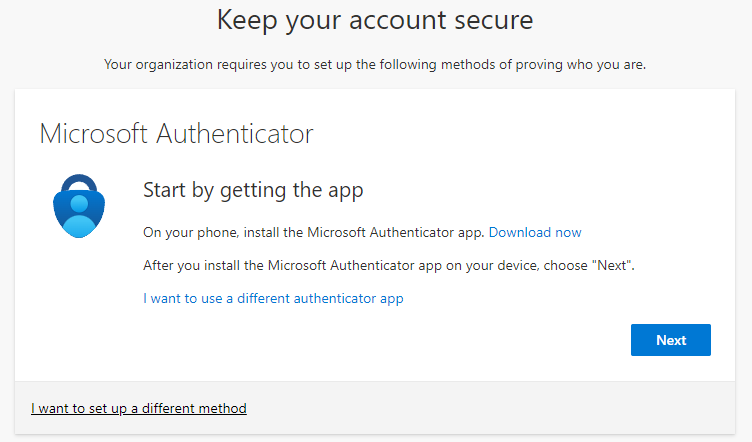 Keep your account secure
Your organization requires you to set up the following methods of proving who you are.
Microsoft Authenticator
Start by getting the app
On your phone, install the Microsoft Authenticator app. Download now
After you install the Microsoft Authenticator app on your device, choose "Next".
I want to use a different authenticator app
Next
I want to set up a different method